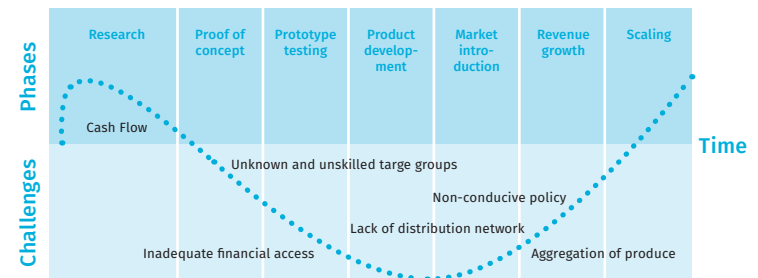 Phases
Research
Proof of
concept
Prototype
testing
Product
develop-
ment
Market
intro-
duction
Revenue
growth
Scaling
Cash Flow
Time
Challenges
Unknown and unskilled targe groups
Non-conducive policy
Lack of distribution network
Inadequate financial access
Aggregation of produce